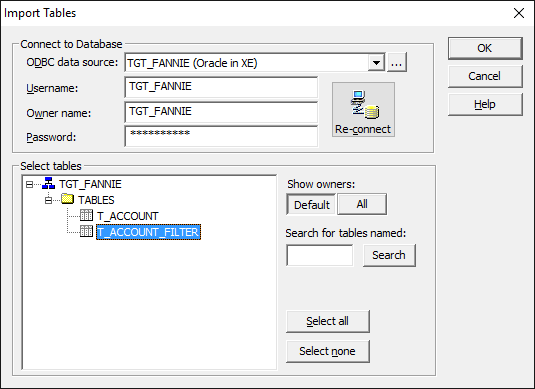 Import Tables
Connect to Database
ODBC data source: TGT_FANNIE (Oracle in XE) ...
Username: TGT_FANNIE
Owner name: TGT_FANNIE
Password: **********
Re-connect
OK
Cancel
Help
Select tables
TGT_FANNIE
TABLES
T_ACCOUNT
T_ACCOUNT_FILTER
Show owners:
Default All
Search for tables named:
Search
Select all
Select none